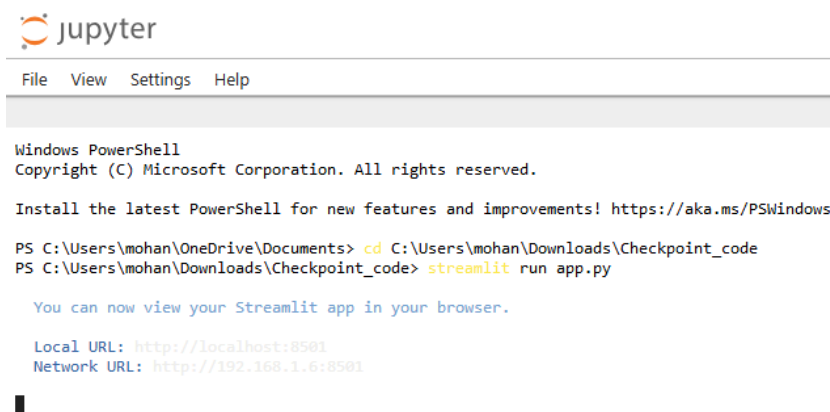 jupyter
File View Settings Help
Windows PowerShell
Copyright (C) Microsoft Corporation. All rights reserved.
Install the latest PowerShell for new features and improvements! https://aka.ms/PSWindows
PS C:\Users\mohan\OneDrive\Documents> cd C:\Users\mohan\Downloads\Checkpoint_code
PS C:\Users\mohan\Downloads\Checkpoint_code> streamlit run app.py
You can now view your Streamlit app in your browser.
Local URL: http://localhost:8501
Network URL: http://192.168.1.6:8501